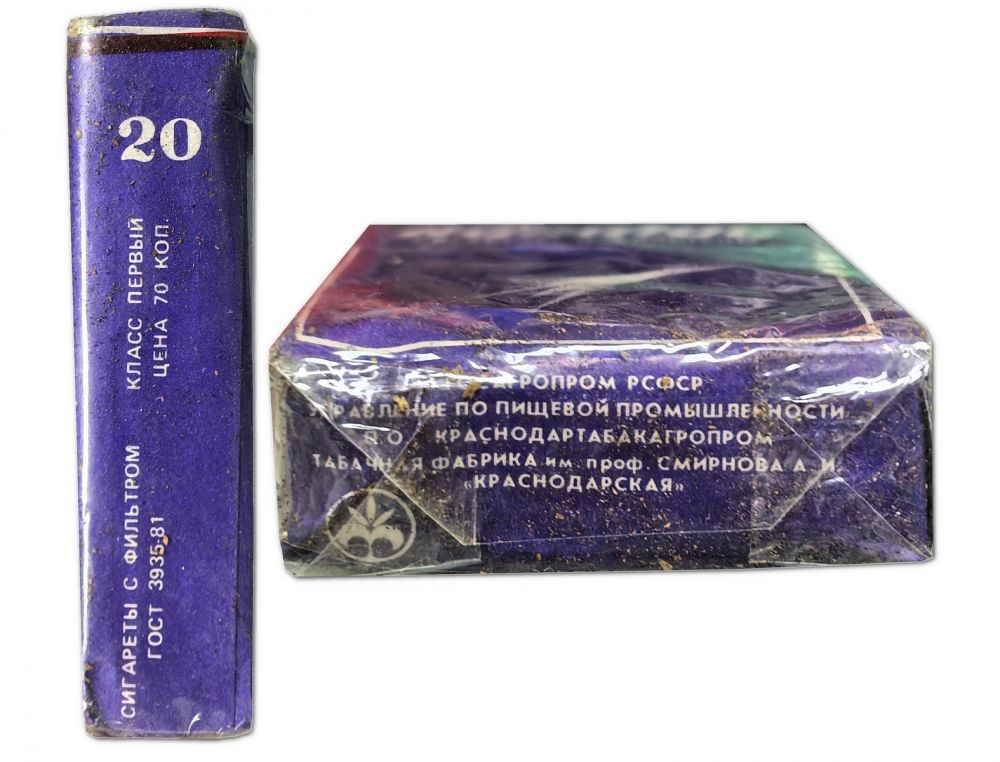 20
СИГАРЕТЫ С ФИЛЬТРОМ КЛАСС ПЕРВЫЙ
ГОСТ 3935-81 ЦЕНА 70 КОП.
АГРОПРОМ РСФСР
УПРАВЛЕНИЕ ПО ПИЩЕВОЙ ПРОМЫШЛЕННОСТИ
П.О. КРАСНОДАРТАБАКАГРОПРОМ
ТАБАЧНАЯ ФАБРИКА им. проф. СМИРНОВА А. И.
«КРАСНОДАРСКАЯ»